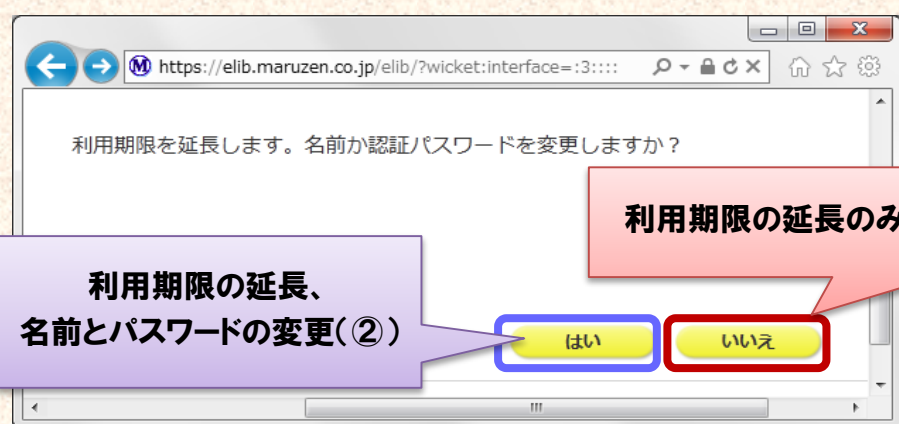 https://elib.maruzen.co.jp/elib/?wicket:interface=:3::::
利用期限を延長します。名前か認証パスワードを変更しますか?
利用期限の延長のみ
利用期限の延長、
名前とパスワードの変更(②)
はい
いいえ